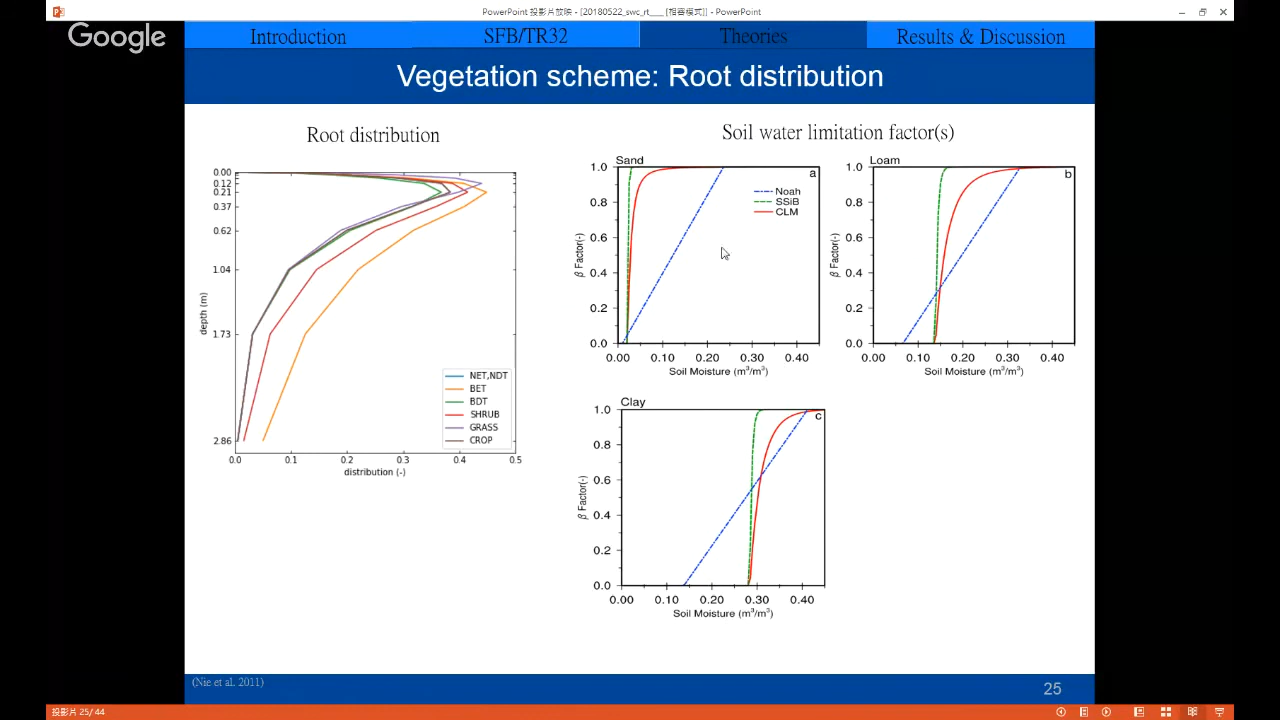 PowerPoint 投影片放映 - [20180522_swc_rt___ [相容模式]] - PowerPoint
Google
Introduction
SFB/TR32
Theories
Results & Discussion
Vegetation scheme: Root distribution
Root distribution
0.00
0.12
0.21
0.37
0.62
1.04
1.73
2.86
depth (m)
0.0 0.1 0.2 0.3 0.4 0.5
distribution (-)
NET,NDT
BET
BDT
SHRUB
GRASS
CROP
Soil water limitation factor(s)
Sand
a
Noah
SSiB
CLM
1.0
0.8
0.6
0.4
0.2
0.0
β Factor(-)
0.00 0.10 0.20 0.30 0.40
Soil Moisture (m³/m³)
Loam
b
1.0
0.8
0.6
0.4
0.2
0.0
β Factor(-)
0.00 0.10 0.20 0.30 0.40
Soil Moisture (m³/m³)
Clay
c
1.0
0.8
0.6
0.4
0.2
0.0
β Factor(-)
0.00 0.10 0.20 0.30 0.40
Soil Moisture (m³/m³)
(Nie et al. 2011)
25
投影片 25/44